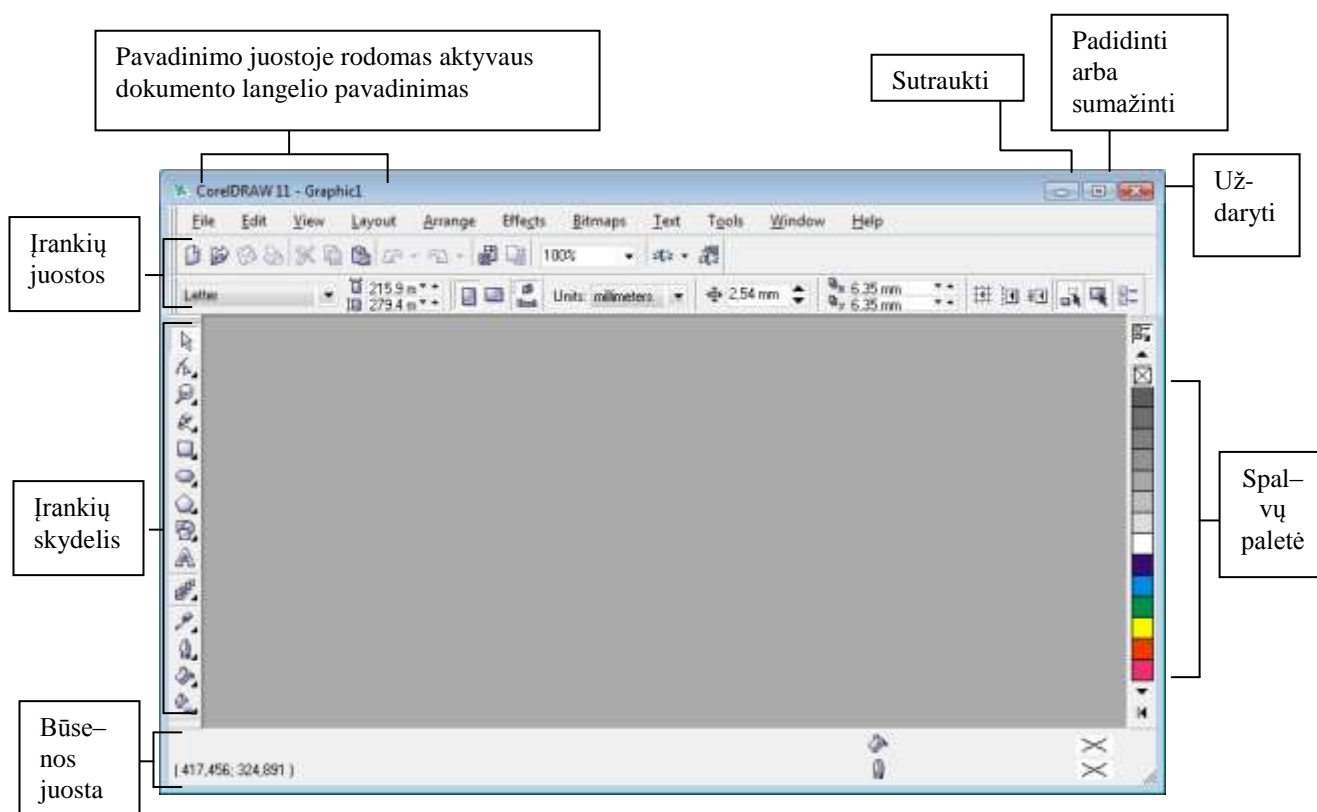 Pavadinimo juostoje rodomas aktyvaus
dokumento langelio pavadinimas
Sutraukti
Padidinti
arba
sumažinti
Už-
daryti
CorelDRAW 11 - Graphic1
File Edit View Layout Arrange Effects Bitmaps Text Tools Window Help
Įrankių
juostos
100%
Letter
215.9 m
279.4 m
Units: millimeters
2.54 mm
x 6.35 mm
y 6.35 mm
Įrankių
skydelis
Spal–
vų
paletė
Būse–
nos
juosta
( 417,456; 324,891 )